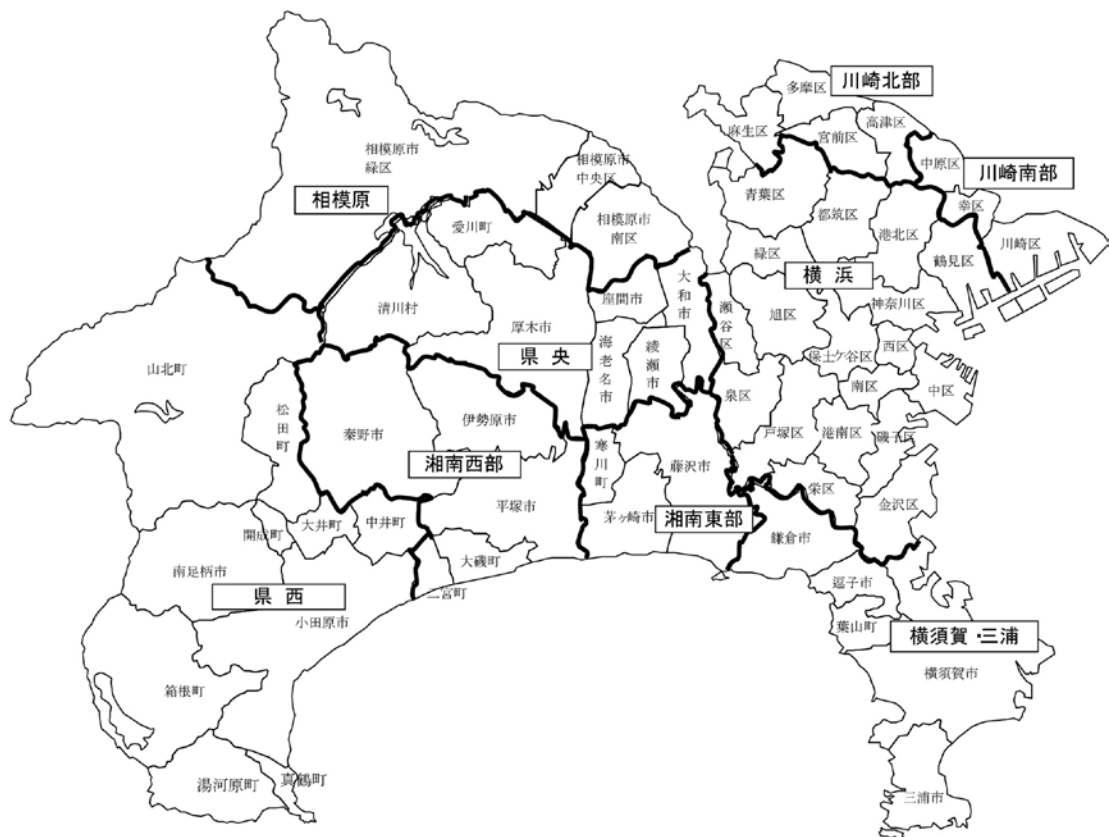 川崎北部
多摩区
高津区
麻生区
宮前区
中原区
川崎南部
相模原市
緑区
相模原市
中央区
青葉区
幸区
相模原
愛川町
相模原市
南区
都筑区
港北区
川崎区
緑区
鶴見区
横浜
大和市
座間市
清川村
瀬谷区
旭区
神奈川区
厚木市
県央
海老名市
綾瀬市
保土ケ谷区
西区
山北町
南区
中区
泉区
松田町
伊勢原市
秦野市
戸塚区
港南区
磯子区
寒川町
湘南西部
藤沢市
栄区
金沢区
平塚市
茅ヶ崎市
湘南東部
大井町
中井町
開成町
鎌倉市
大磯町
南足柄市
逗子市
二宮町
県西
小田原市
葉山町
横須賀・三浦
横須賀市
箱根町
湯河原町
真鶴町
三浦市